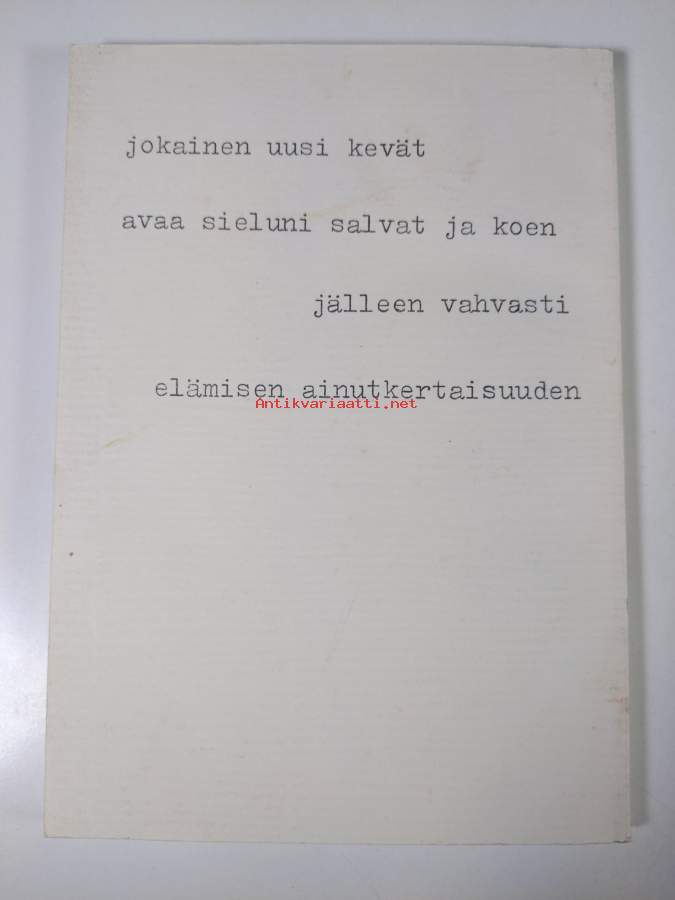 jokainen uusi kevät
avaa sieluni salvat ja koen
jälleen vahvasti
elämisen ainutkertaisuuden
Antikvariaatti.net